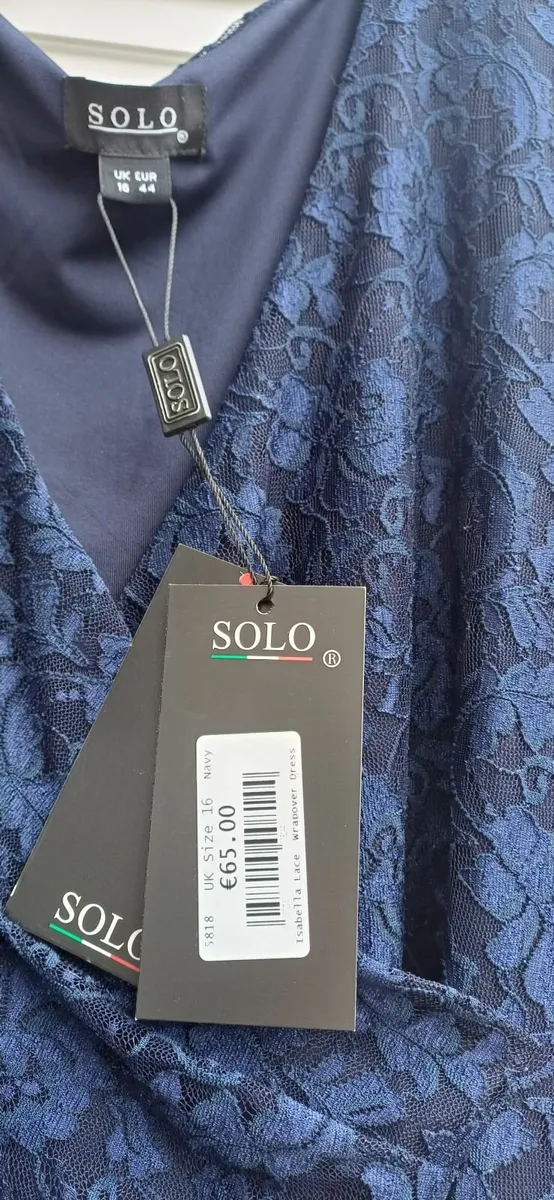 SOLO
®
UK EUR
16 44
SOLO
SOLO
®
5818 UK Size 16 Navy
€65.00
Isabella Lace Wrapover Dress
SOLO